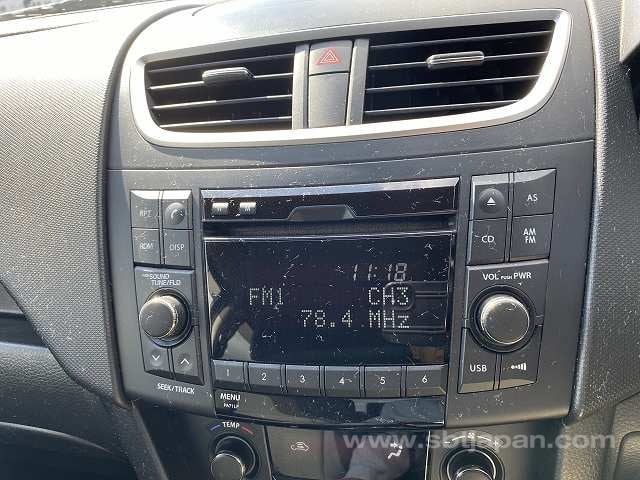 RPT
AS
RDM
DISP
CD
AM
FM
11:18
FM1 CH3
78.4 MHz
PUSH SOUND
TUNE/FLD
VOL PUSH PWR
SEEK/TRACK
1 2 3 4 5 6
USB
MENU
TEMP
www.sbtjapan.com